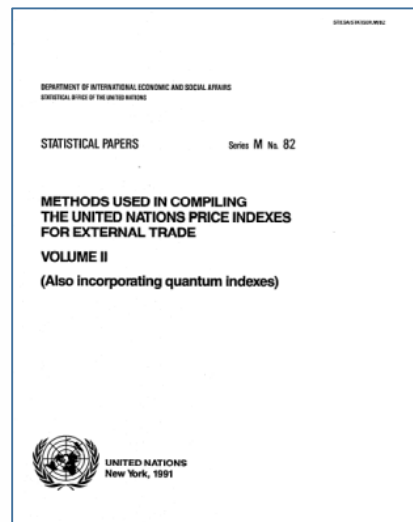 DEPARTMENT OF INTERNATIONAL ECONOMIC AND SOCIAL AFFAIRS
STATISTICAL OFFICE OF THE UNITED NATIONS
STATISTICAL PAPERS Series M No. 82
METHODS USED IN COMPILING
THE UNITED NATIONS PRICE INDEXES
FOR EXTERNAL TRADE
VOLUME II
(Also incorporating quantum indexes)
UNITED NATIONS
New York, 1991